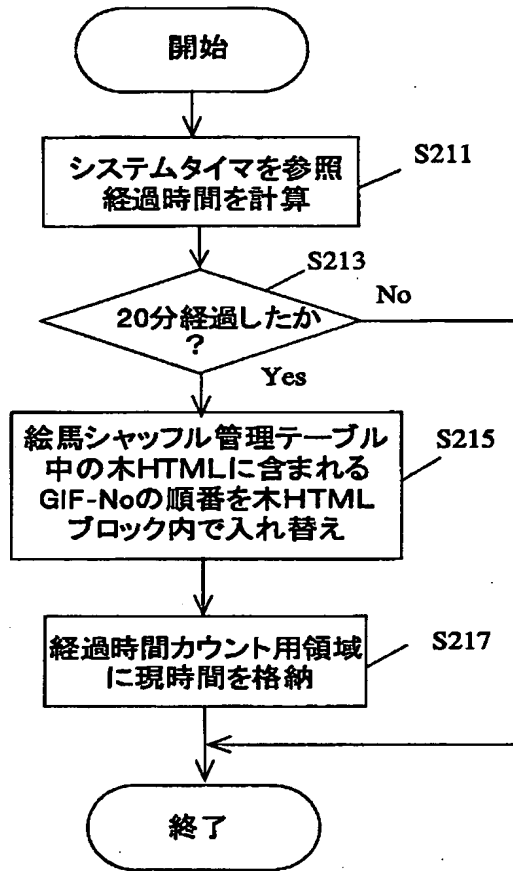 開始
システムタイマを参照
経過時間を計算
S211
S213
20分経過したか
?
No
Yes
絵馬シャッフル管理テーブル
中の木HTMLに含まれる
GIF-Noの順番を木HTML
ブロック内で入れ替え
S215
経過時間カウント用領域
に現時間を格納
S217
終了